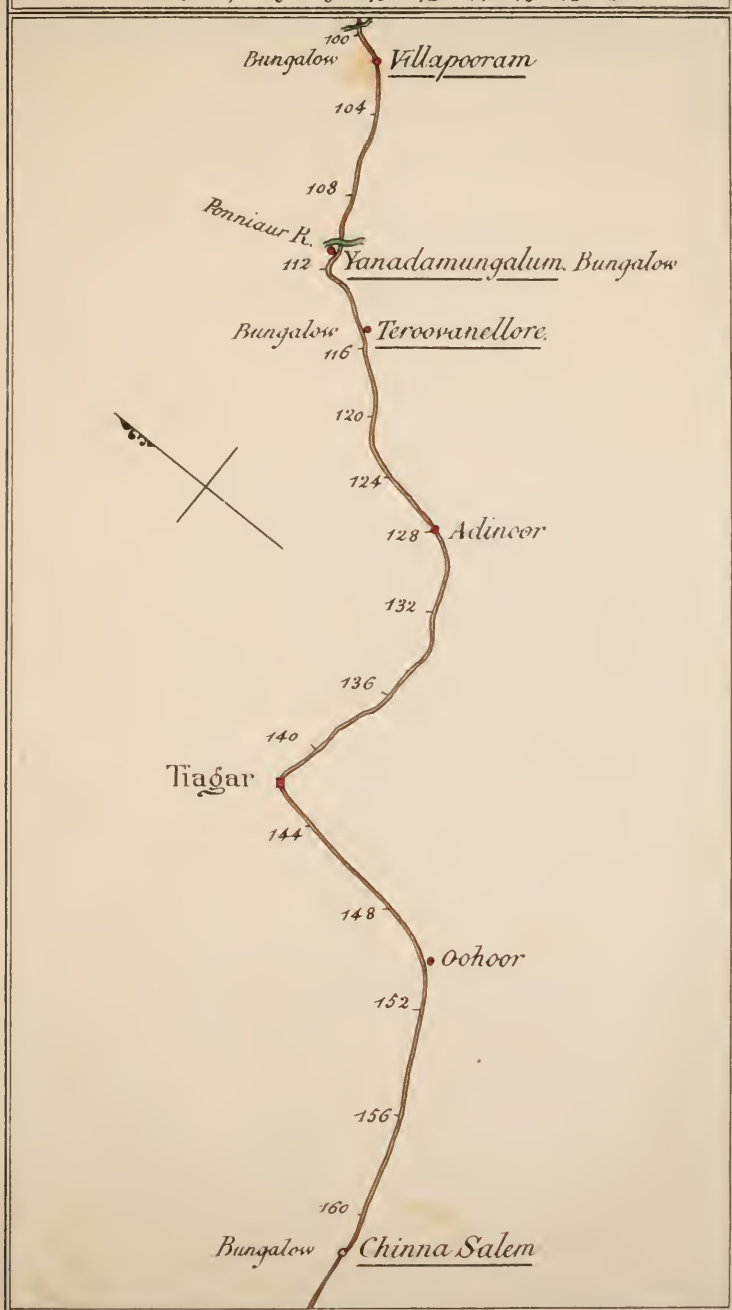 100
Bungalow Villapooram
104
108
Ponniaur R.
112 Yanadamungalum. Bungalow
Bungalow Teroovanellore.
116
120
124
128 Adincor
132
136
140
Tiagar
144
148
Oohoor
152
156
160
Bungalow Chinna Salem